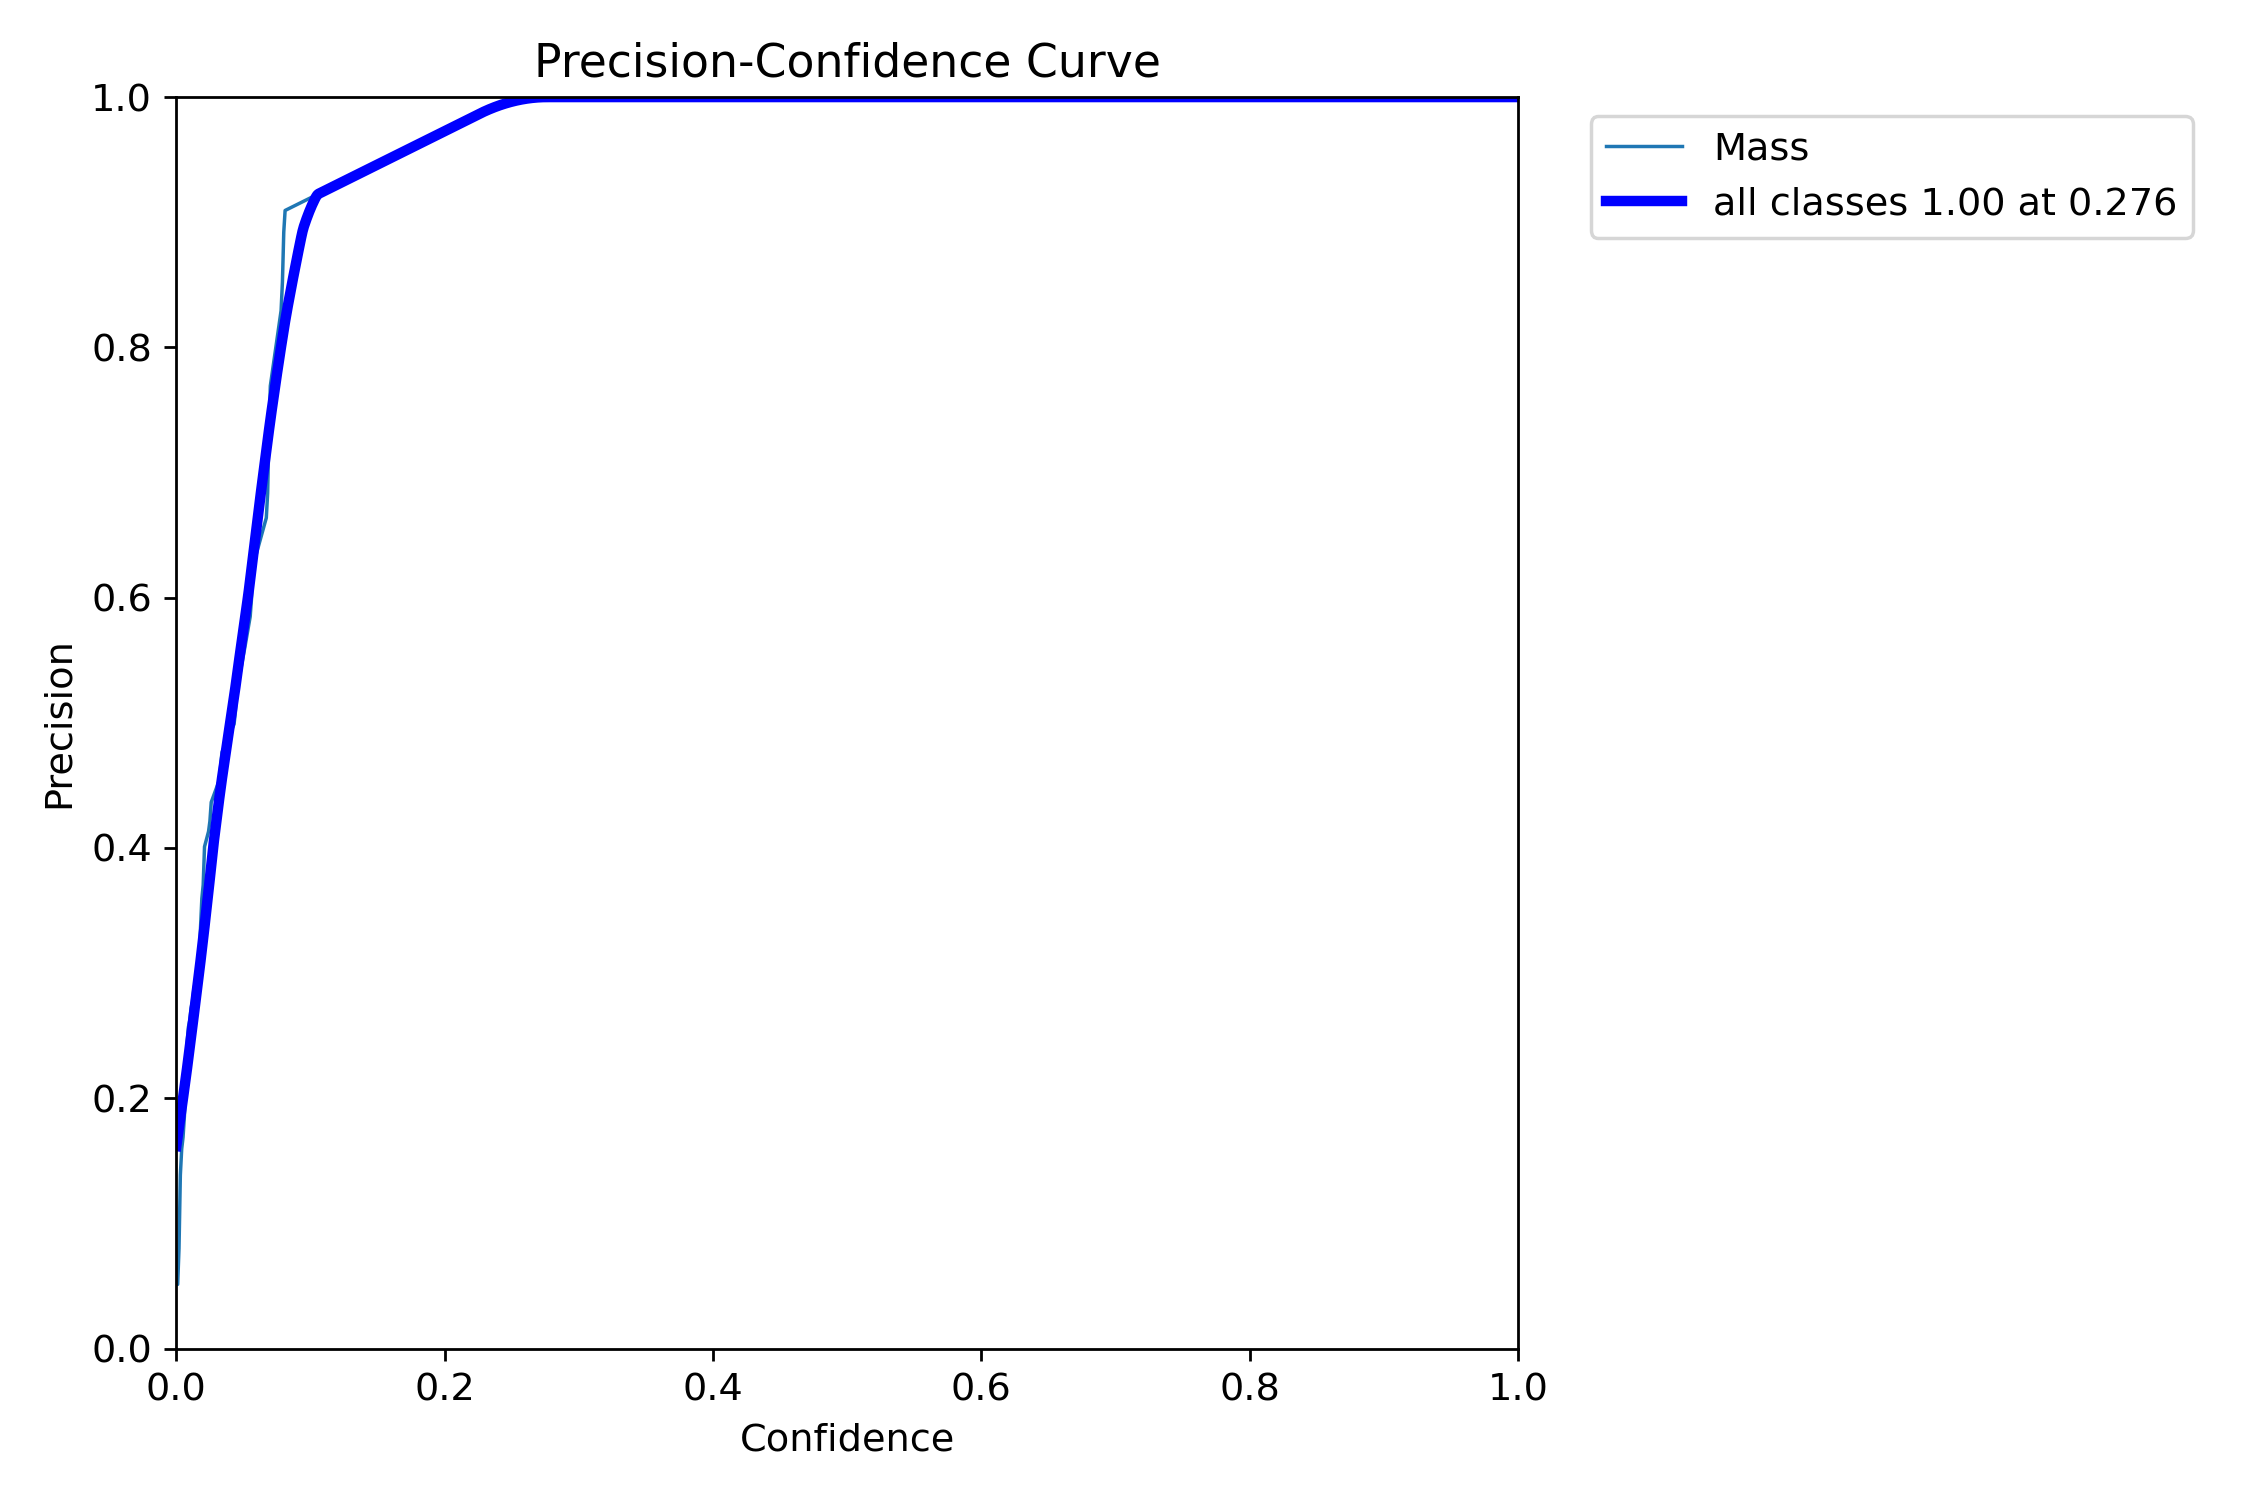 Precision-Confidence Curve
1.0
0.8
0.6
0.4
0.2
0.0
Precision
0.0 0.2 0.4 0.6 0.8 1.0
Confidence
Mass
all classes 1.00 at 0.276